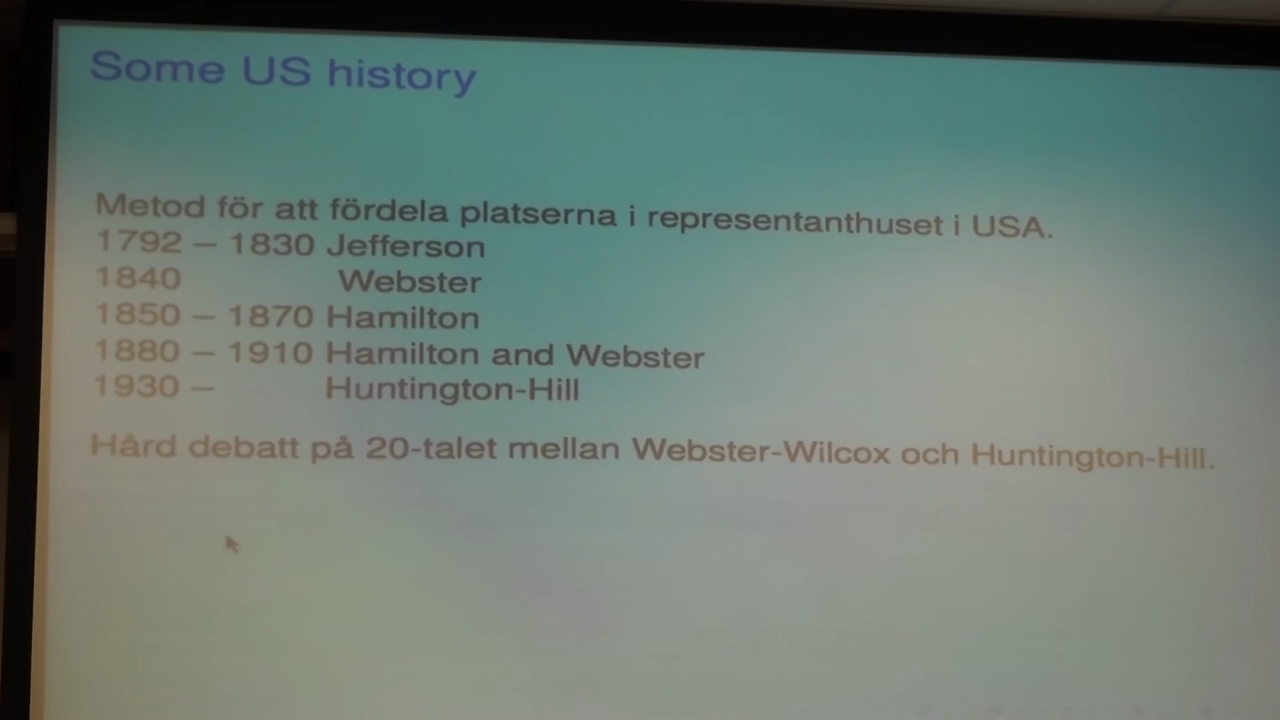 Some US history
Metod för att fördela platserna i representanthuset i USA.
1792 – 1830 Jefferson
1840 Webster
1850 – 1870 Hamilton
1880 – 1910 Hamilton and Webster
1930 – Huntington-Hill
Hård debatt på 20-talet mellan Webster-Wilcox och Huntington-Hill.